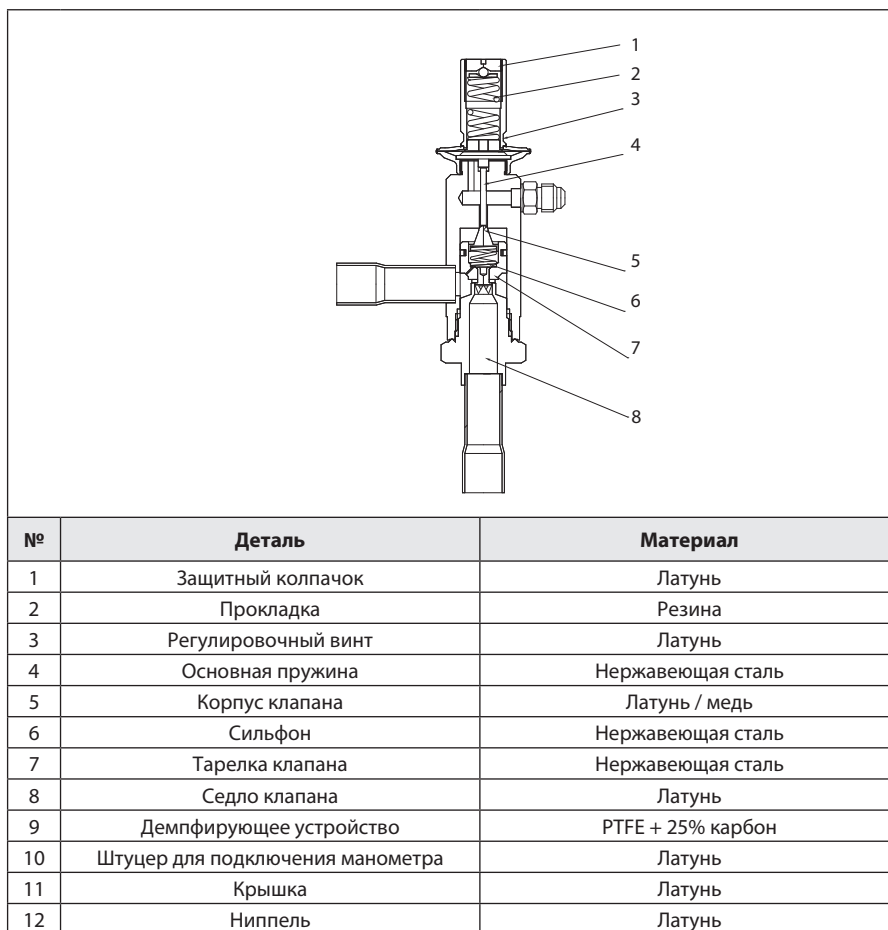 1
2
3
4
5
6
7
8
№ Деталь Материал
1 Защитный колпачок Латунь
2 Прокладка Резина
3 Регулировочный винт Латунь
4 Основная пружина Нержавеющая сталь
5 Корпус клапана Латунь / медь
6 Сильфон Нержавеющая сталь
7 Тарелка клапана Нержавеющая сталь
8 Седло клапана Латунь
9 Демпфирующее устройство PTFE + 25% карбон
10 Штуцер для подключения манометра Латунь
11 Крышка Латунь
12 Ниппель Латунь